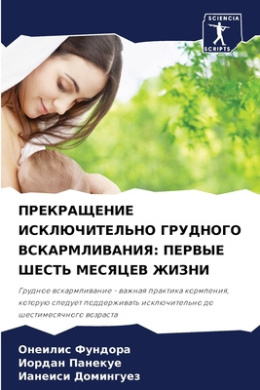 SCIENCIA
SCRIPTS
ПРЕКРАЩЕНИЕ
ИСКЛЮЧИТЕЛЬНО ГРУДНОГО
ВСКАРМЛИВАНИЯ: ПЕРВЫЕ
ШЕСТЬ МЕСЯЦЕВ ЖИЗНИ
Грудное вскармливание - важная практика кормления,
которую следует поддерживать исключительно до
шестимесячного возраста
Онеилис Фундора
Иордан Панекуе
Ианеиси Домингуез